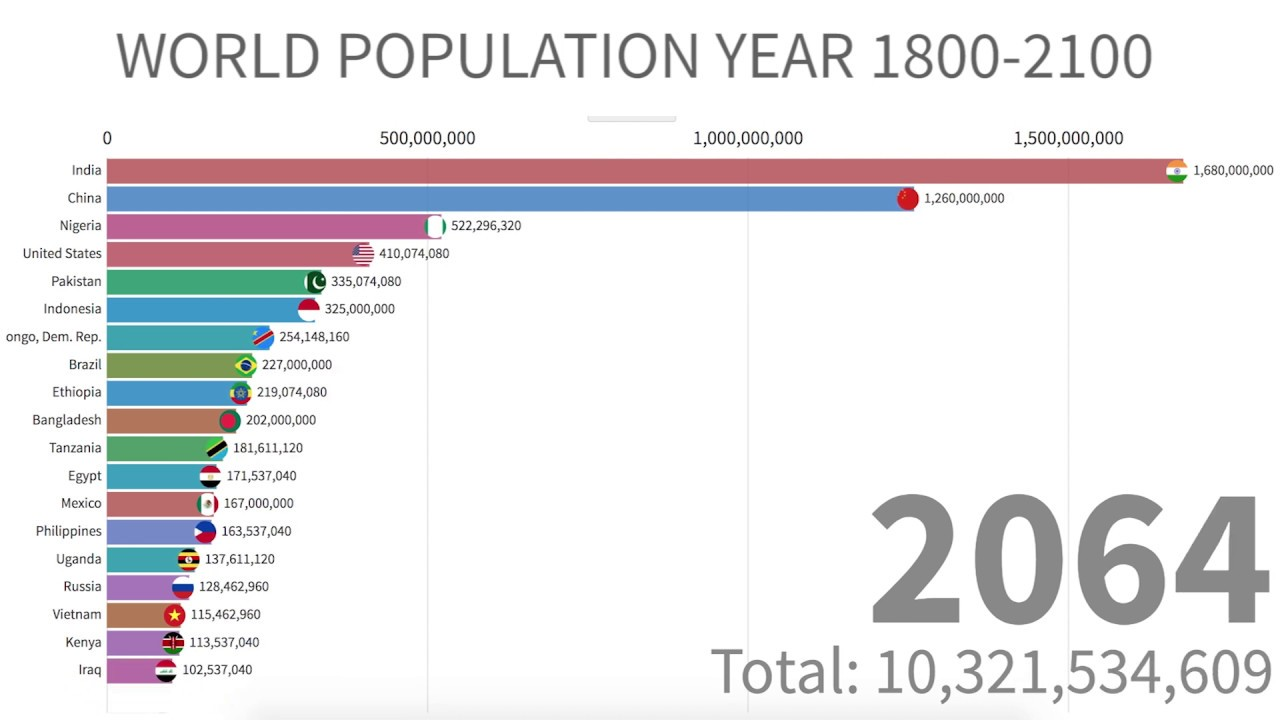 WORLD POPULATION YEAR 1800-2100
0 500,000,000 1,000,000,000 1,500,000,000
India 1,680,000,000
China 1,260,000,000
Nigeria 522,296,320
United States 410,074,080
Pakistan 335,074,080
Indonesia 325,000,000
ongo, Dem. Rep. 254,148,160
Brazil 227,000,000
Ethiopia 219,074,080
Bangladesh 202,000,000
Tanzania 181,611,120
Egypt 171,537,040
Mexico 167,000,000
Philippines 163,537,040
Uganda 137,611,120
Russia 128,462,960
Vietnam 115,462,960
Kenya 113,537,040
Iraq 102,537,040
2064
Total: 10,321,534,609